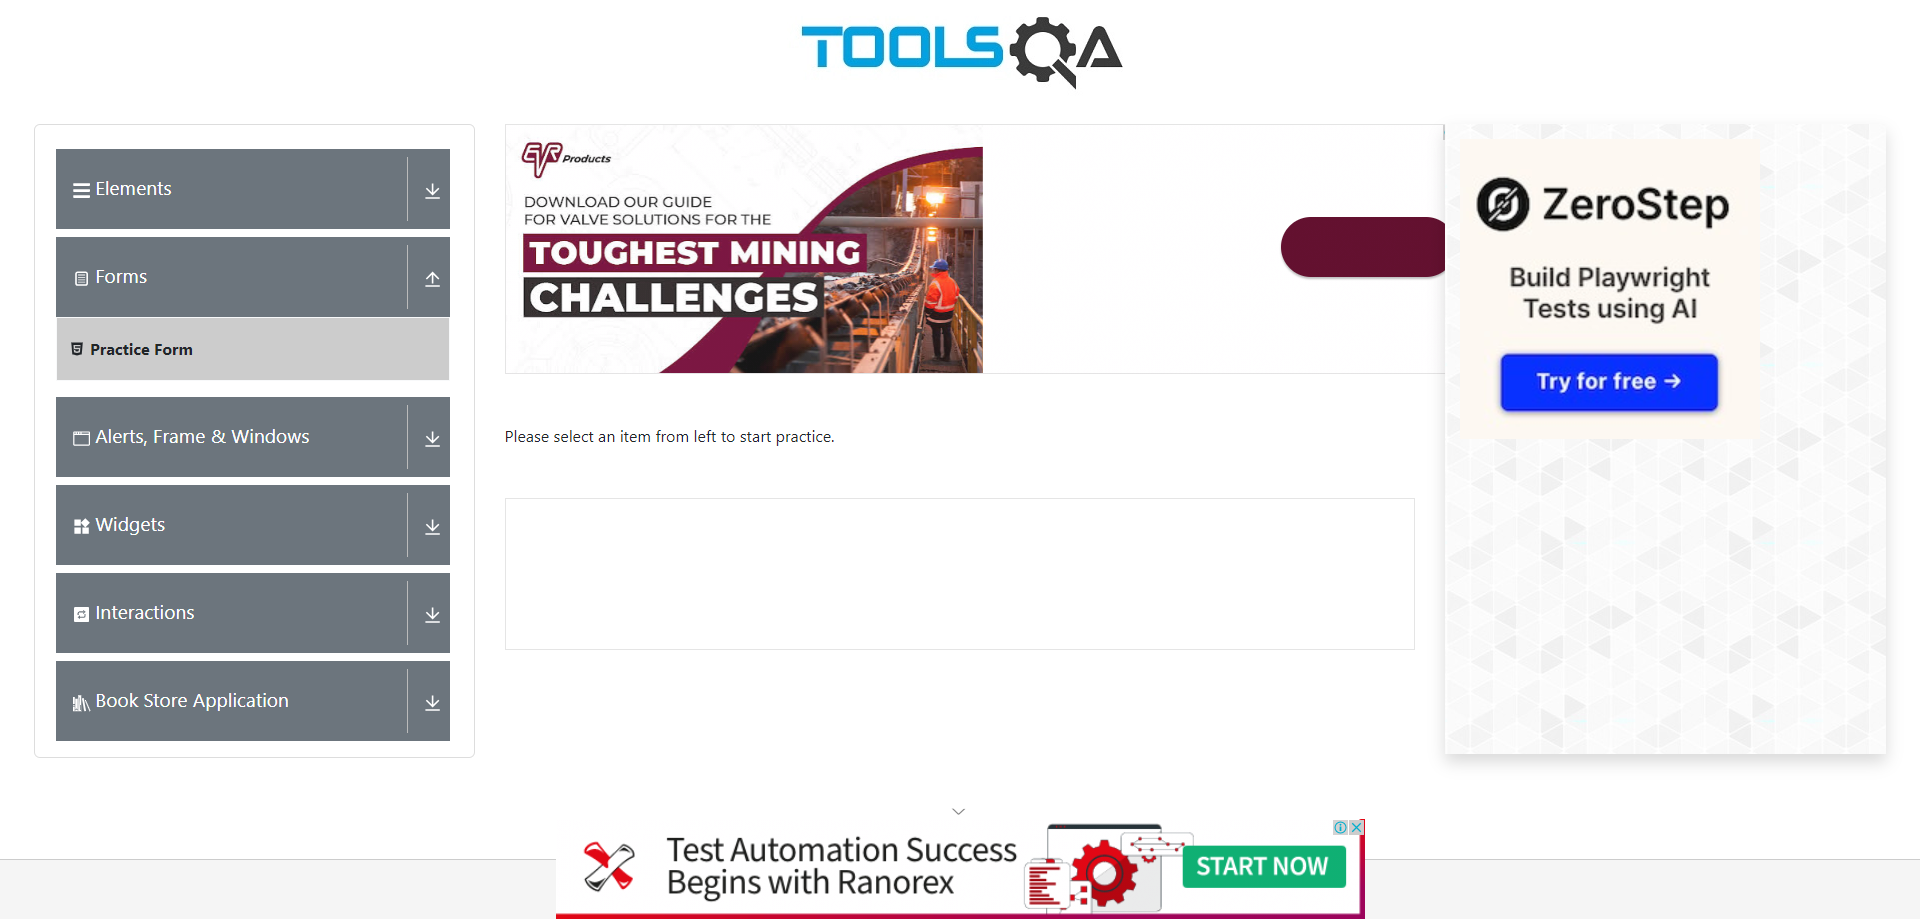 TOOLSQA
Elements
Forms
Practice Form
Alerts, Frame & Windows
Widgets
Interactions
Book Store Application
EVR Products
DOWNLOAD OUR GUIDE
FOR VALVE SOLUTIONS FOR THE
TOUGHEST MINING
CHALLENGES
Please select an item from left to start practice.
ZeroStep
Build Playwright
Tests using AI
Try for free →
Test Automation Success
Begins with Ranorex
START NOW